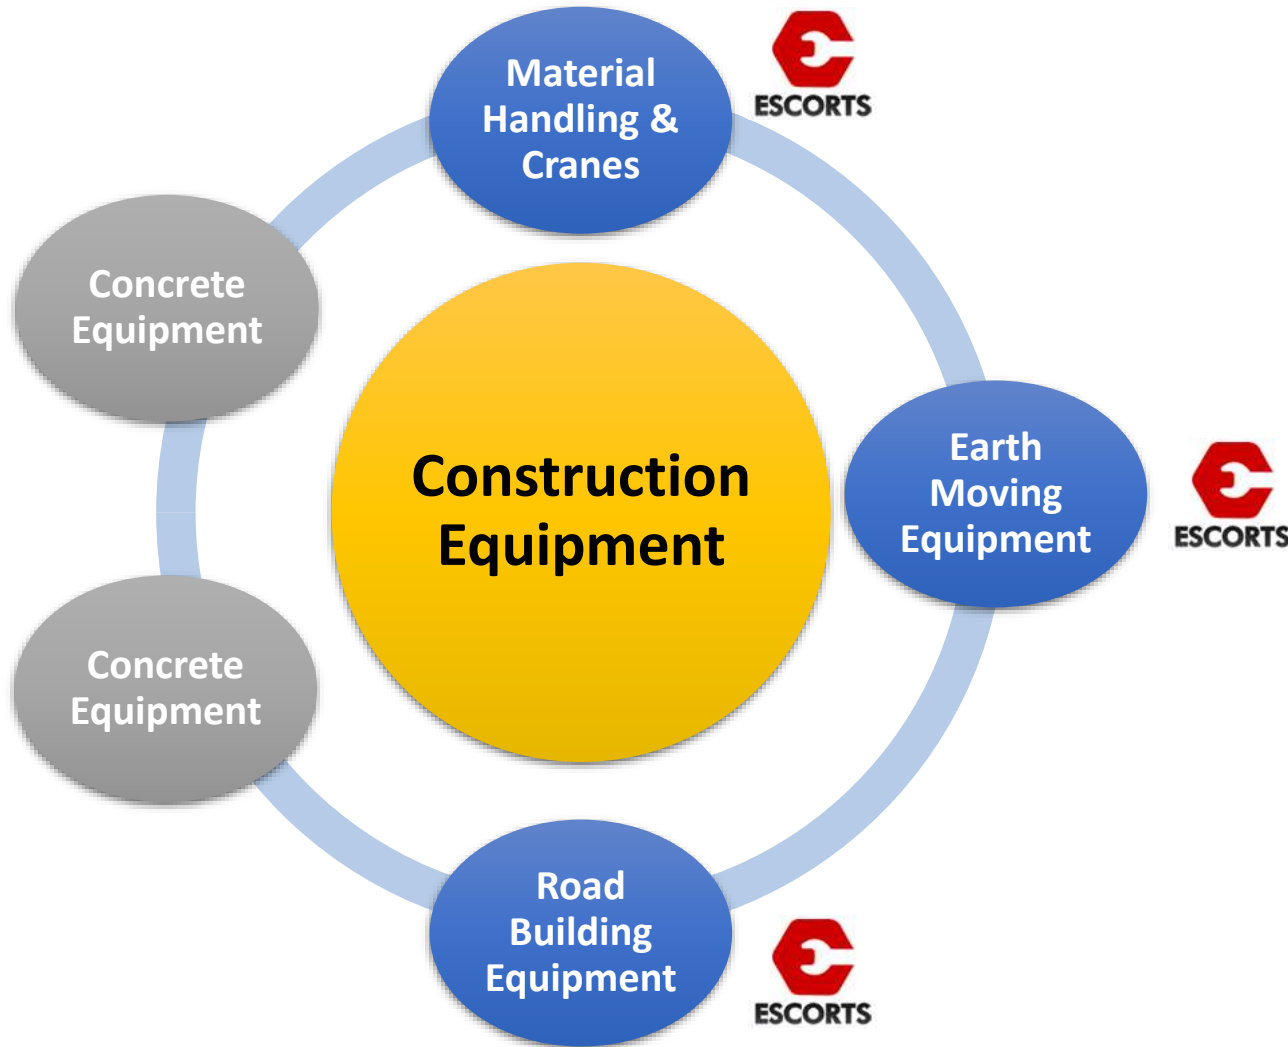 Material
Handling &
Cranes
ESCORTS
Concrete
Equipment
Construction
Equipment
Earth
Moving
Equipment
ESCORTS
Concrete
Equipment
Road
Building
Equipment
ESCORTS